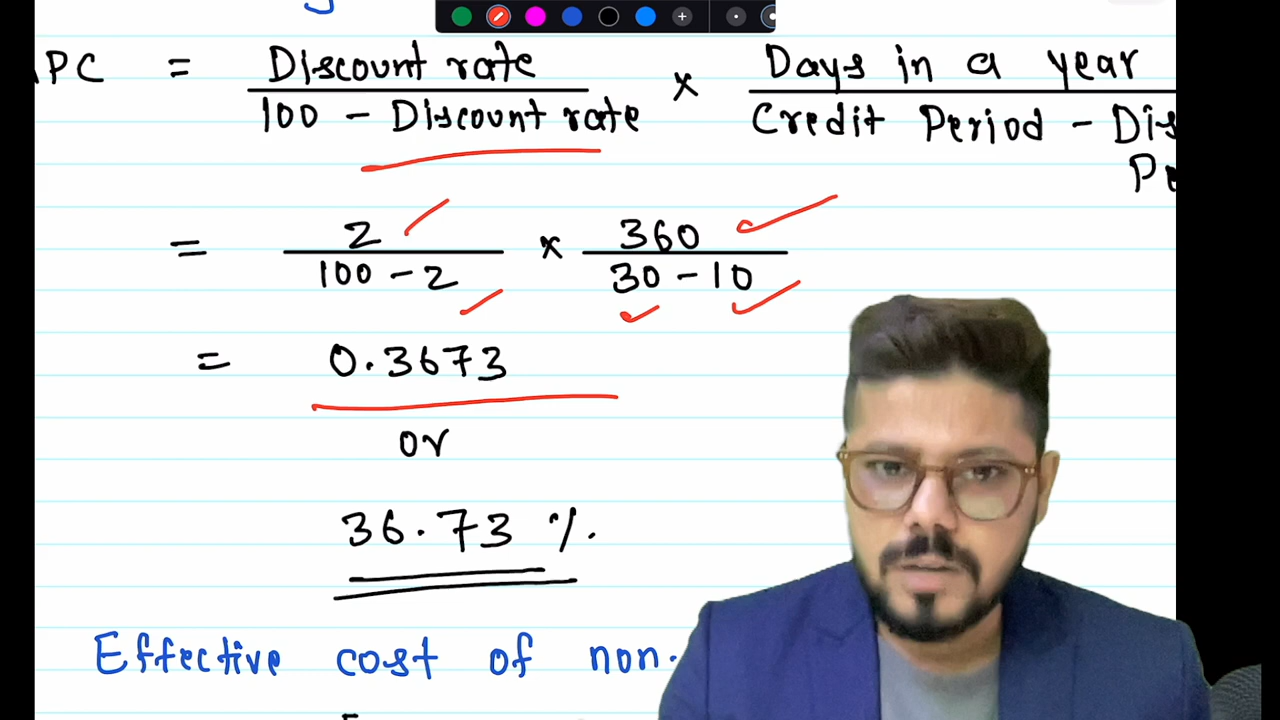 PC = Discount rate / 100 - Discount rate × Days in a year / Credit Period - Dis
Pe
= 2 / 100 - 2 × 360 / 30 - 10
= 0.3673
or
36.73 %.
Effective cost of non.